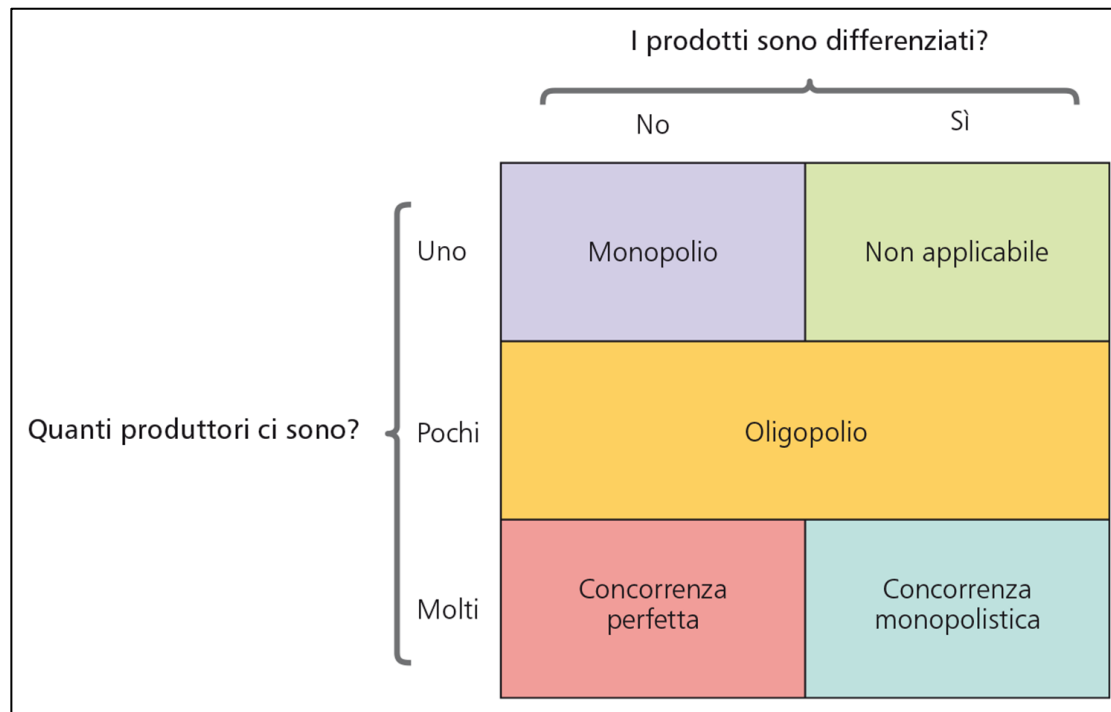 I prodotti sono differenziati?
No
Sì
Uno
Monopolio
Non applicabile
Quanti produttori ci sono?
Pochi
Oligopolio
Molti
Concorrenza
perfetta
Concorrenza
monopolistica